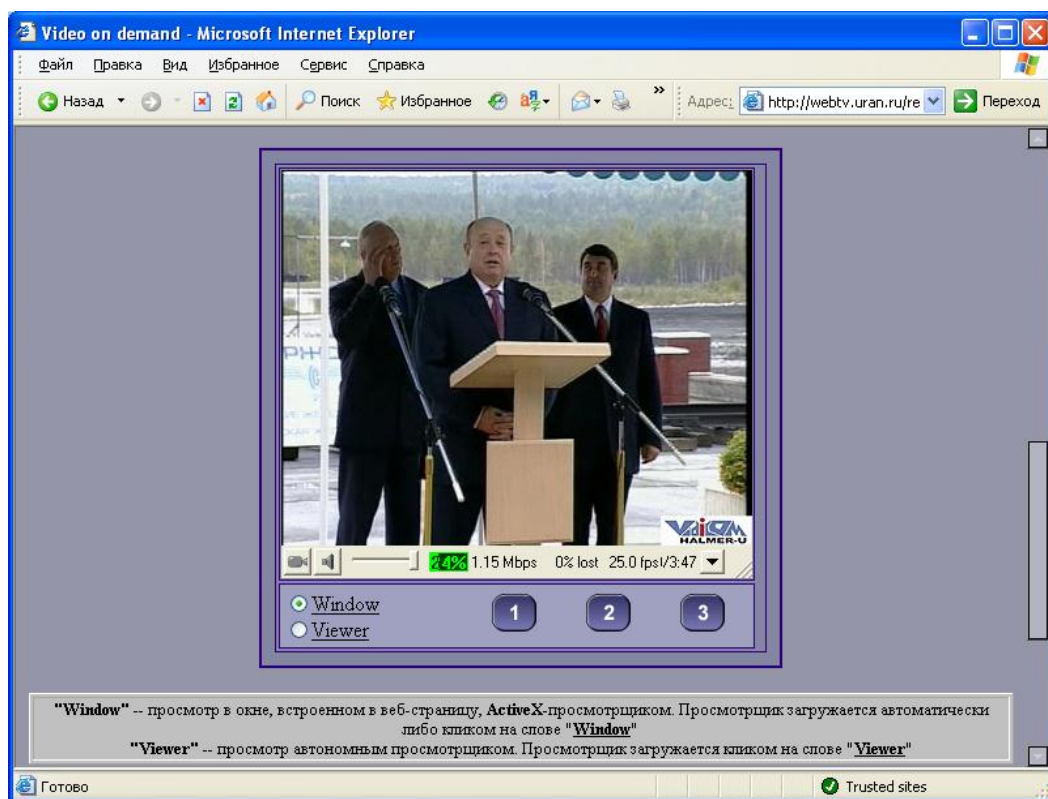 Video on demand - Microsoft Internet Explorer
Файл Правка Вид Избранное Сервис Справка
Назад Поиск Избранное » Адрес: http://webtv.uran.ru/re Переход
HALMER-U
24% 1.15 Mbps 0% lost 25.0 fpsI/3:47
Window 1 2 3
Viewer
"Window" -- просмотр в окне, встроенном в веб-страницу, ActiveX-просмотрщиком. Просмотрщик загружается автоматически
либо кликом на слове "Window"
"Viewer" -- просмотр автономным просмотрщиком. Просмотрщик загружается кликом на слове "Viewer"
Готово Trusted sites